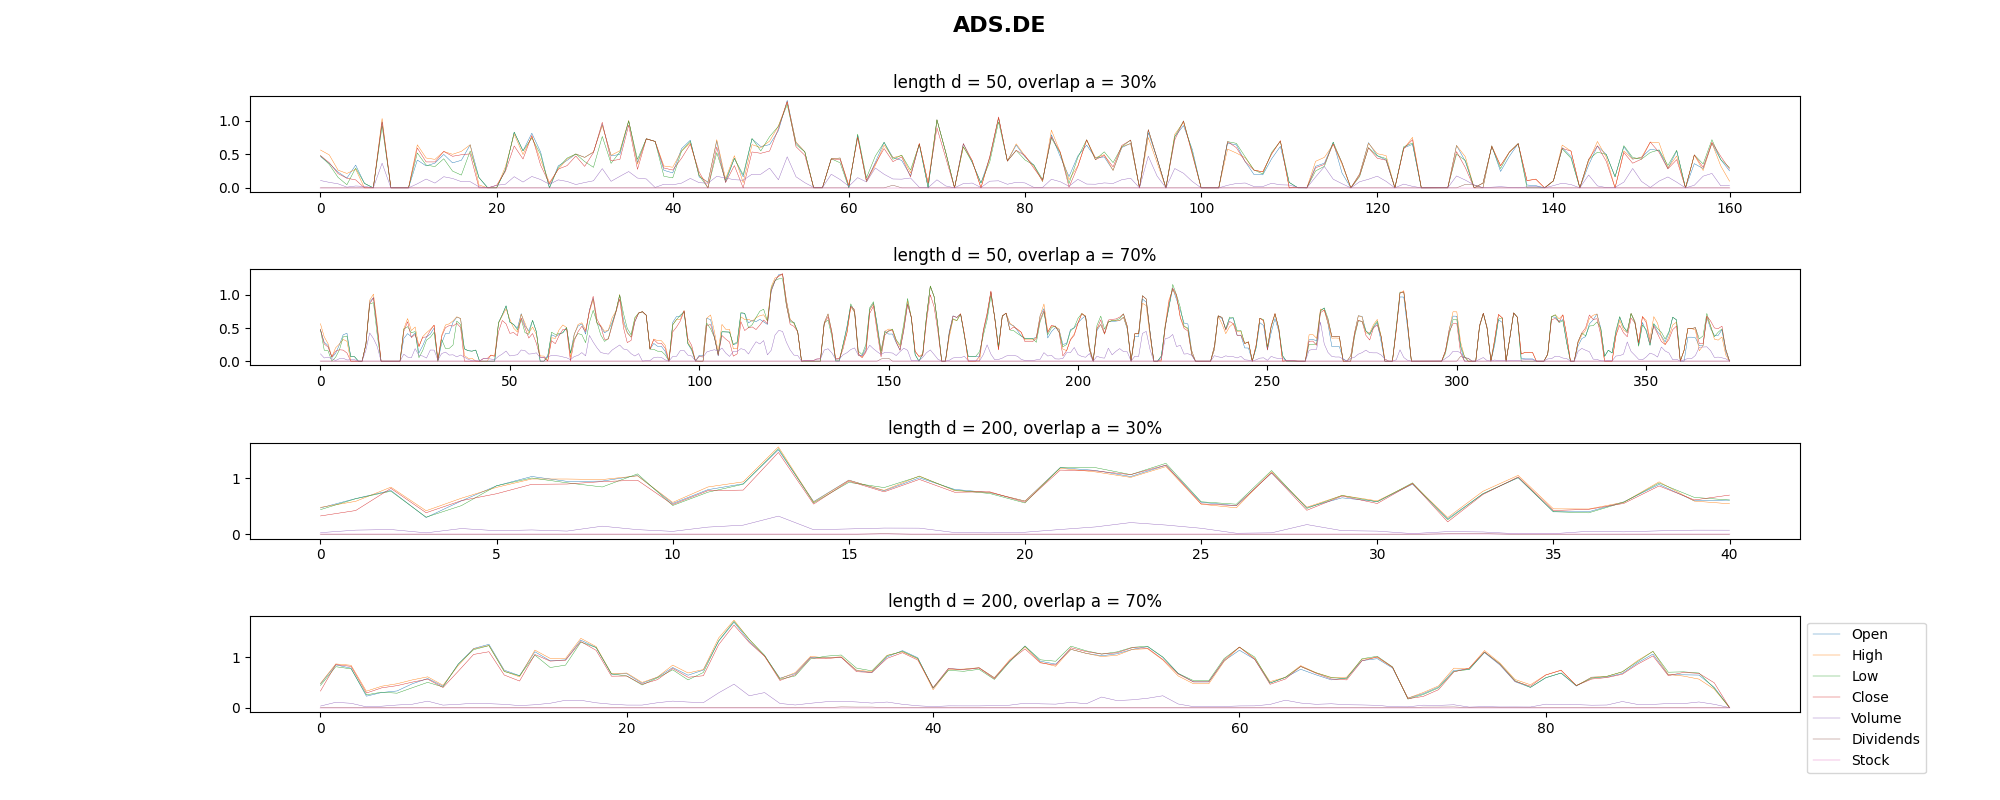 ADS.DE
length d = 50, overlap a = 30%
1.0
0.5
0.0
0 20 40 60 80 100 120 140 160
length d = 50, overlap a = 70%
1.0
0.5
0.0
0 50 100 150 200 250 300 350
length d = 200, overlap a = 30%
1
0
0 5 10 15 20 25 30 35 40
length d = 200, overlap a = 70%
1
0
0 20 40 60 80
Open
High
Low
Close
Volume
Dividends
Stock